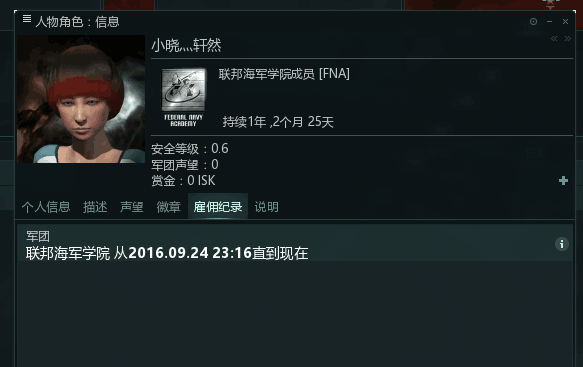 人物角色：信息
小晓灬轩然
联邦海军学院成员 [FNA]
FEDERAL NAVY
ACADEMY
持续1年 ,2个月 25天
安全等级：0.6
军团声望：0
赏金：0 ISK
个人信息 描述 声望 徽章 雇佣纪录 说明
军团
联邦海军学院 从2016.09.24 23:16直到现在